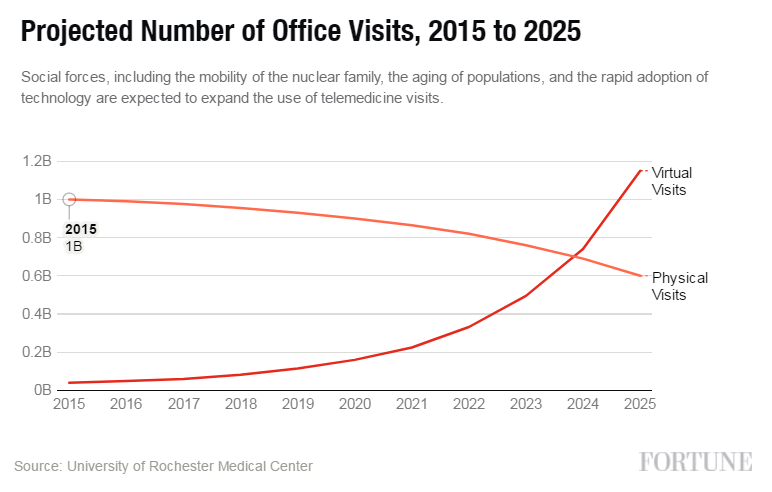 Projected Number of Office Visits, 2015 to 2025
Social forces, including the mobility of the nuclear family, the aging of populations, and the rapid adoption of
technology are expected to expand the use of telemedicine visits.
1.2B
1B
0.8B
0.6B
0.4B
0.2B
0B
2015
1B
Virtual
Visits
Physical
Visits
2015 2016 2017 2018 2019 2020 2021 2022 2023 2024 2025
Source: University of Rochester Medical Center
FORTUNE